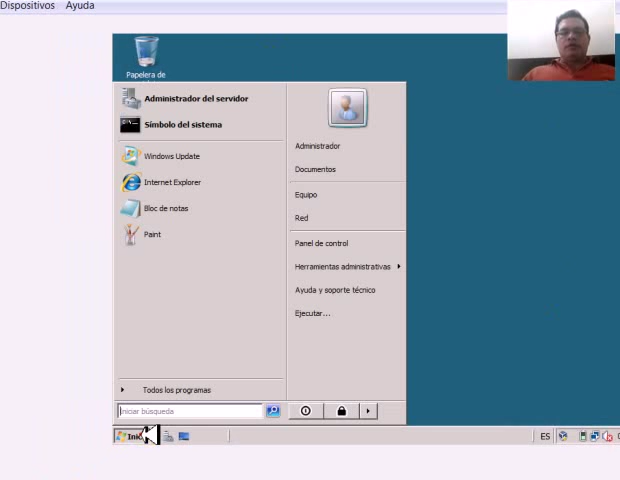 Dispositivos Ayuda
Papelera de
Administrador del servidor
Símbolo del sistema
Windows Update
Internet Explorer
Bloc de notas
Paint
Todos los programas
Iniciar búsqueda
Administrador
Documentos
Equipo
Red
Panel de control
Herramientas administrativas
Ayuda y soporte técnico
Ejecutar...
ES